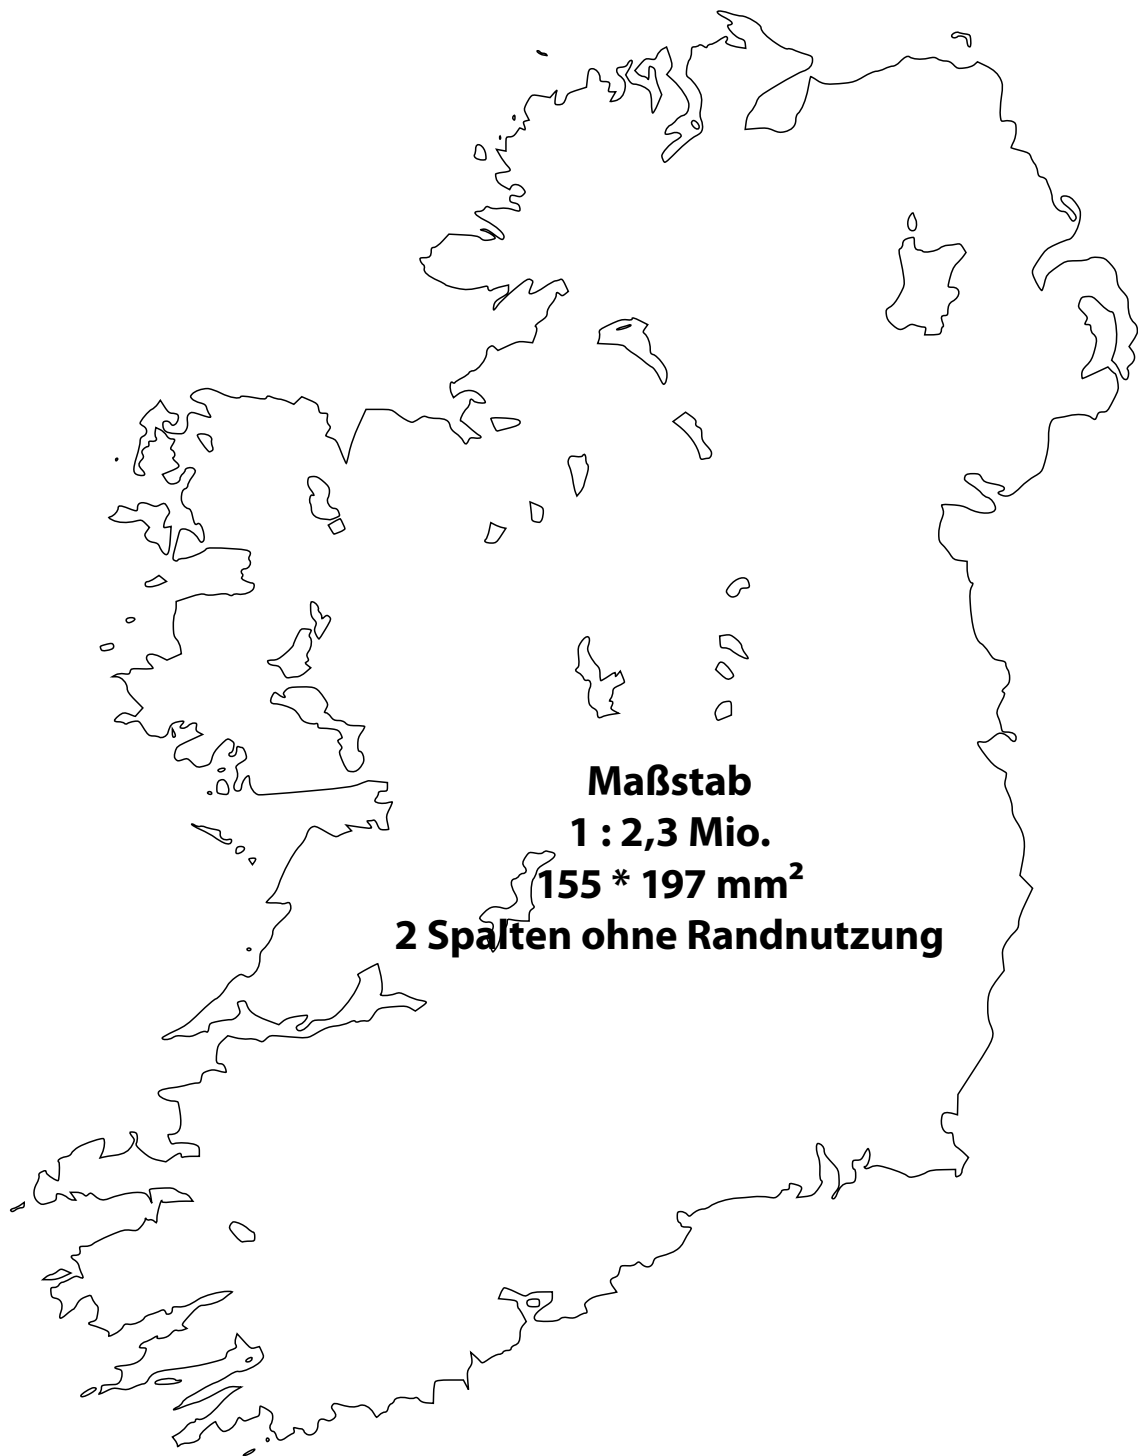 Maßstab
1 : 2,3 Mio.
155 * 197 mm²
2 Spalten ohne Randnutzung